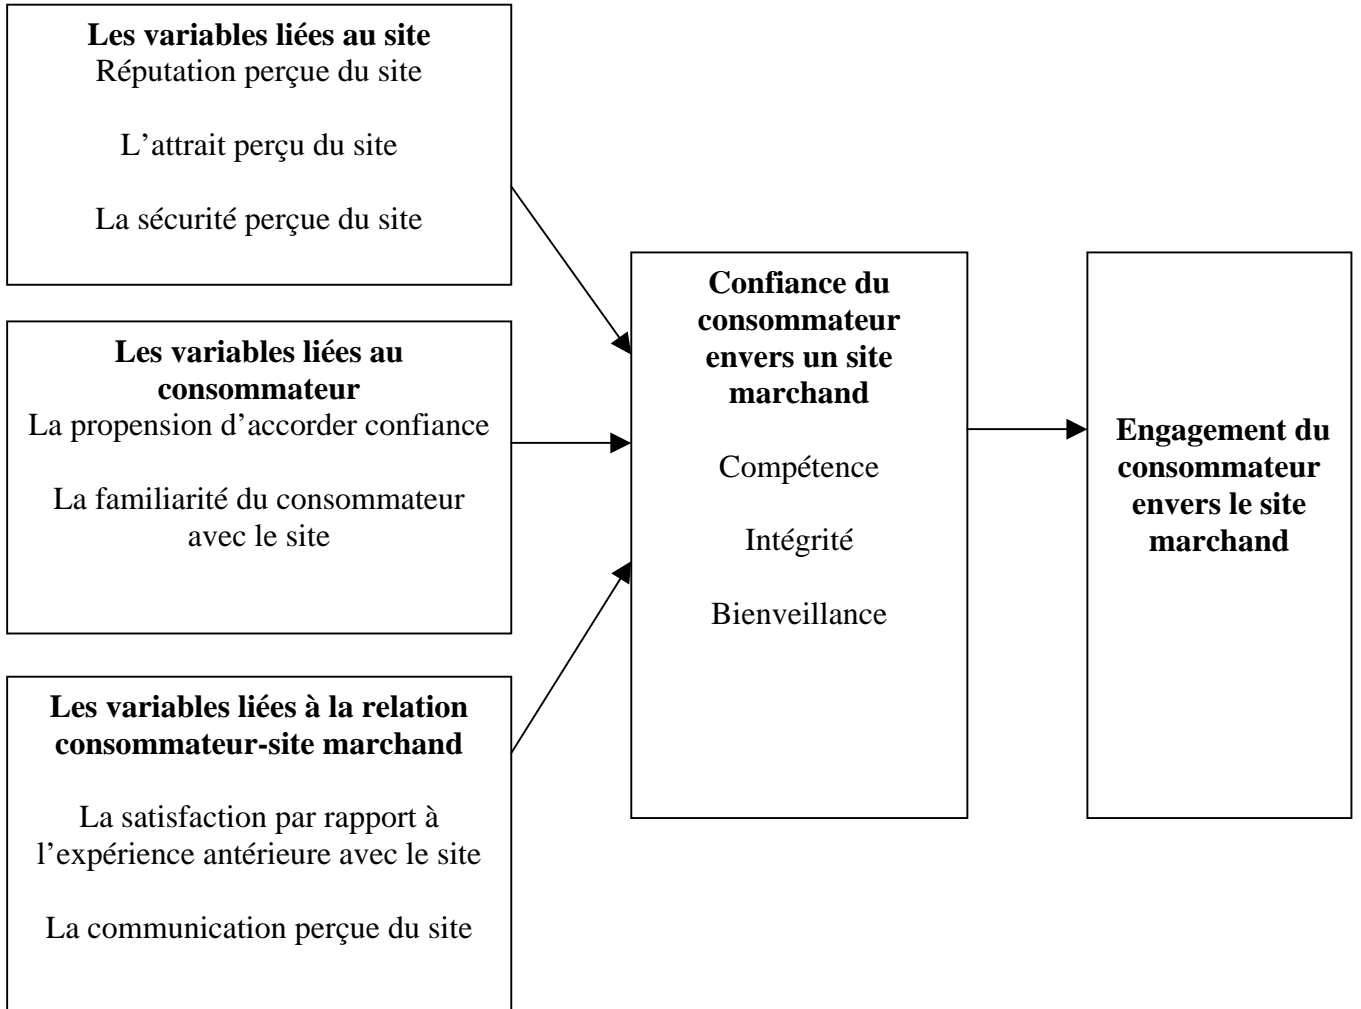 Les variables liées au site
Réputation perçue du site
L’attrait perçu du site
La sécurité perçue du site
Les variables liées au
consommateur
La propension d’accorder confiance
La familiarité du consommateur
avec le site
Les variables liées à la relation
consommateur-site marchand
La satisfaction par rapport à
l’expérience antérieure avec le site
La communication perçue du site
Confiance du
consommateur
envers un site
marchand
Compétence
Intégrité
Bienveillance
Engagement du
consommateur
envers le site
marchand